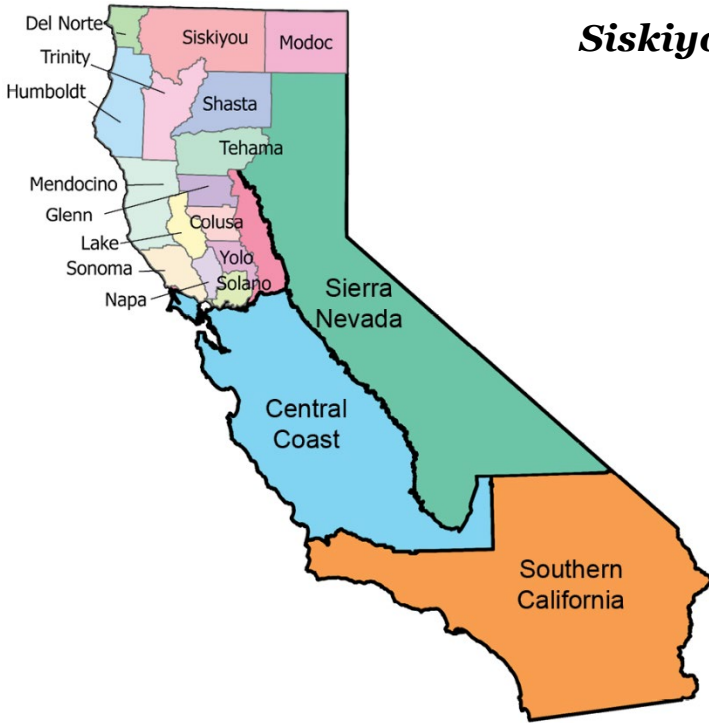 Siskiyo
Del Norte
Siskiyou
Modoc
Trinity
Humboldt
Shasta
Tehama
Mendocino
Glenn
Colusa
Lake
Yolo
Sonoma
Solano
Napa
Sierra
Nevada
Central
Coast
Southern
California